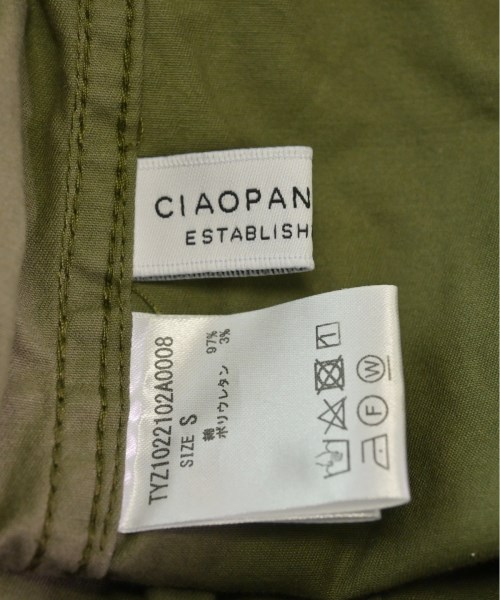 CIAOPAN
ESTABLISH
TYZ1022102A0008
SIZE S
綿 97%
ポリウレタン 3%
F
W